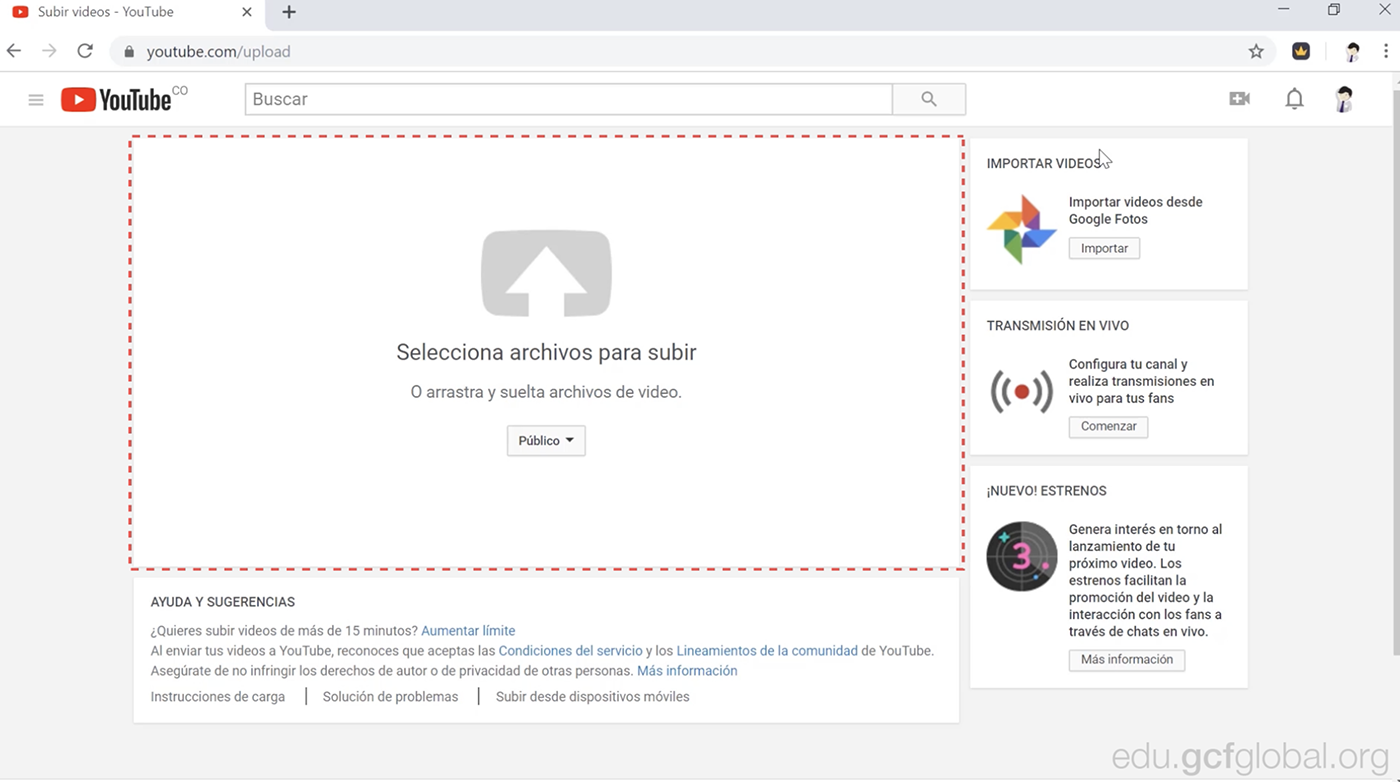 Subir videos - YouTube
youtube.com/upload
YouTube CO
Buscar
Selecciona archivos para subir
O arrastra y suelta archivos de video.
Público
AYUDA Y SUGERENCIAS
¿Quieres subir videos de más de 15 minutos? Aumentar límite
Al enviar tus videos a YouTube, reconoces que aceptas las Condiciones del servicio y los Lineamientos de la comunidad de YouTube.
Asegúrate de no infringir los derechos de autor o de privacidad de otras personas. Más información
Instrucciones de carga | Solución de problemas | Subir desde dispositivos móviles
IMPORTAR VIDEOS
Importar videos desde
Google Fotos
Importar
TRANSMISIÓN EN VIVO
Configura tu canal y
realiza transmisiones en
vivo para tus fans
Comenzar
¡NUEVO! ESTRENOS
3
Genera interés en torno al
lanzamiento de tu
próximo video. Los
estrenos facilitan la
promoción del video y la
interacción con los fans a
través de chats en vivo.
Más información
edu.gcfglobal.org